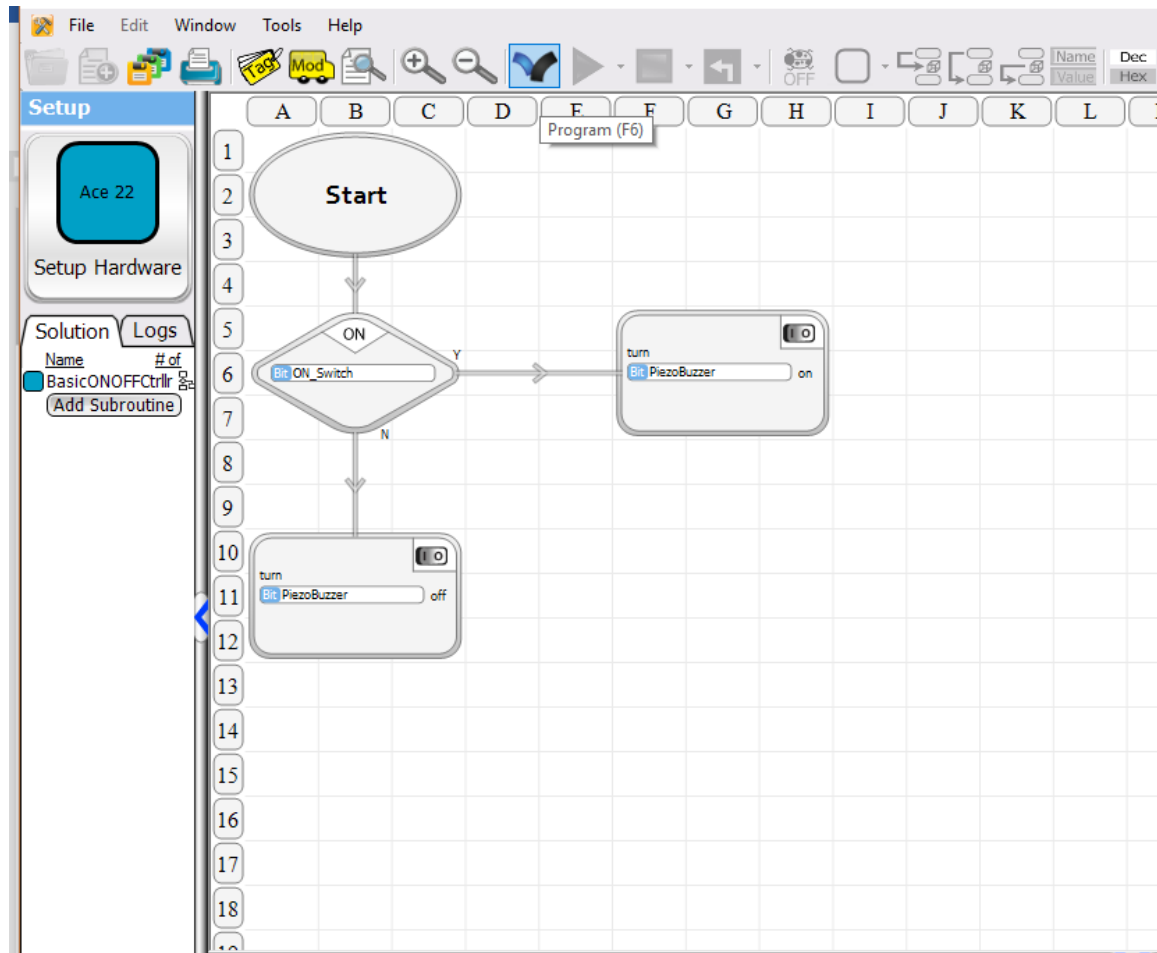 File Edit Window Tools Help
Tag Mod OFF Name Value Dec Hex
Setup
Ace 22
Setup Hardware
Solution Logs
Name # of
BasicONOFFCtrllr
Add Subroutine
A B C D E F G H I J K L
Program (F6)
1
2
3
4
5
6
7
8
9
10
11
12
13
14
15
16
17
18
Start
ON
Bit ON_Switch
Y
N
turn
Bit PiezoBuzzer on
I O
turn
Bit PiezoBuzzer off
I O